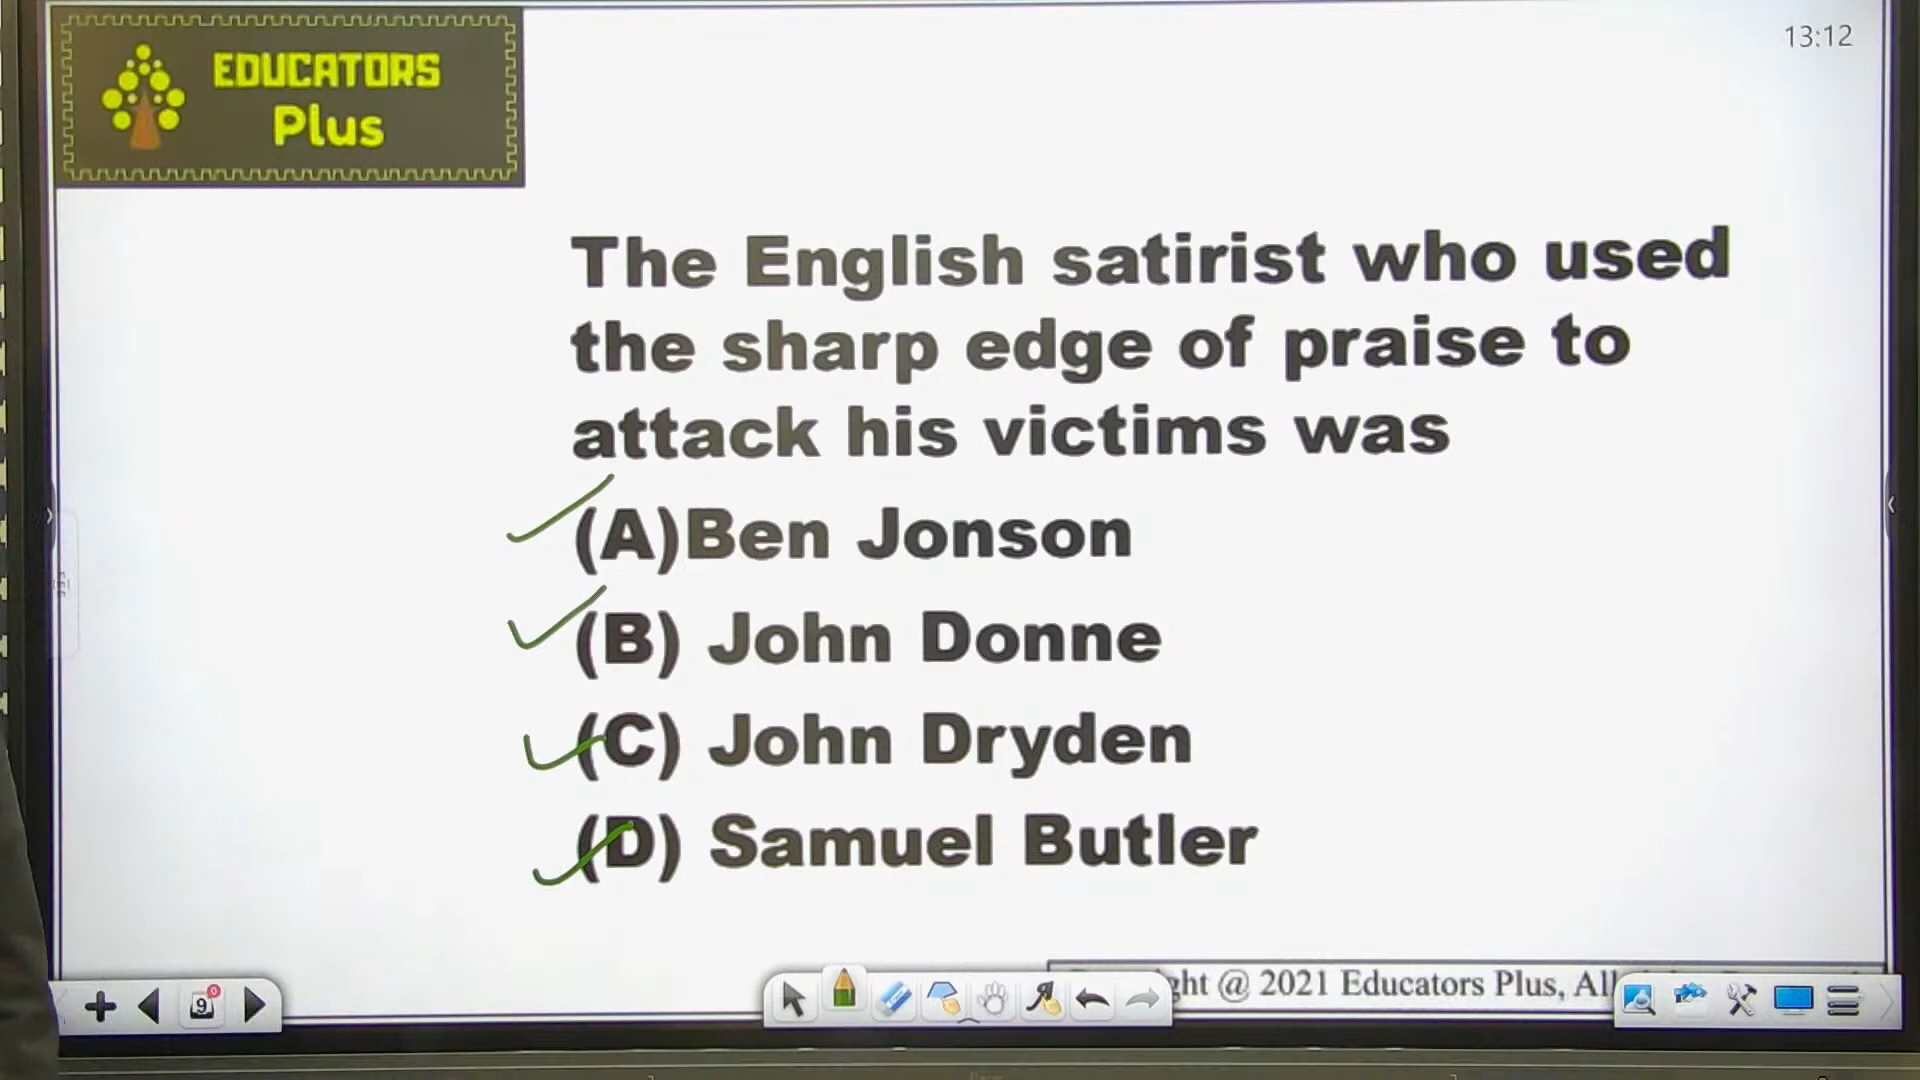 EDUCATORS
Plus
13:12
The English satirist who used
the sharp edge of praise to
attack his victims was
(A)Ben Jonson
(B) John Donne
(C) John Dryden
(D) Samuel Butler
9
0
@ 2021 Educators Plus, All